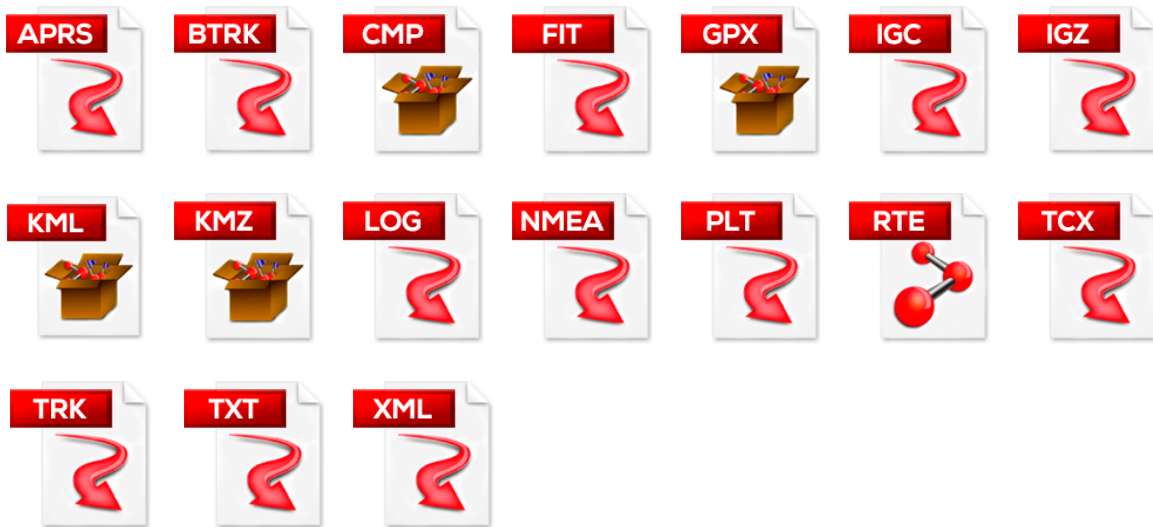 APRS BTRK CMP FIT GPX IGC IGZ
KML KMZ LOG NMEA PLT RTE TCX
TRK TXT XML